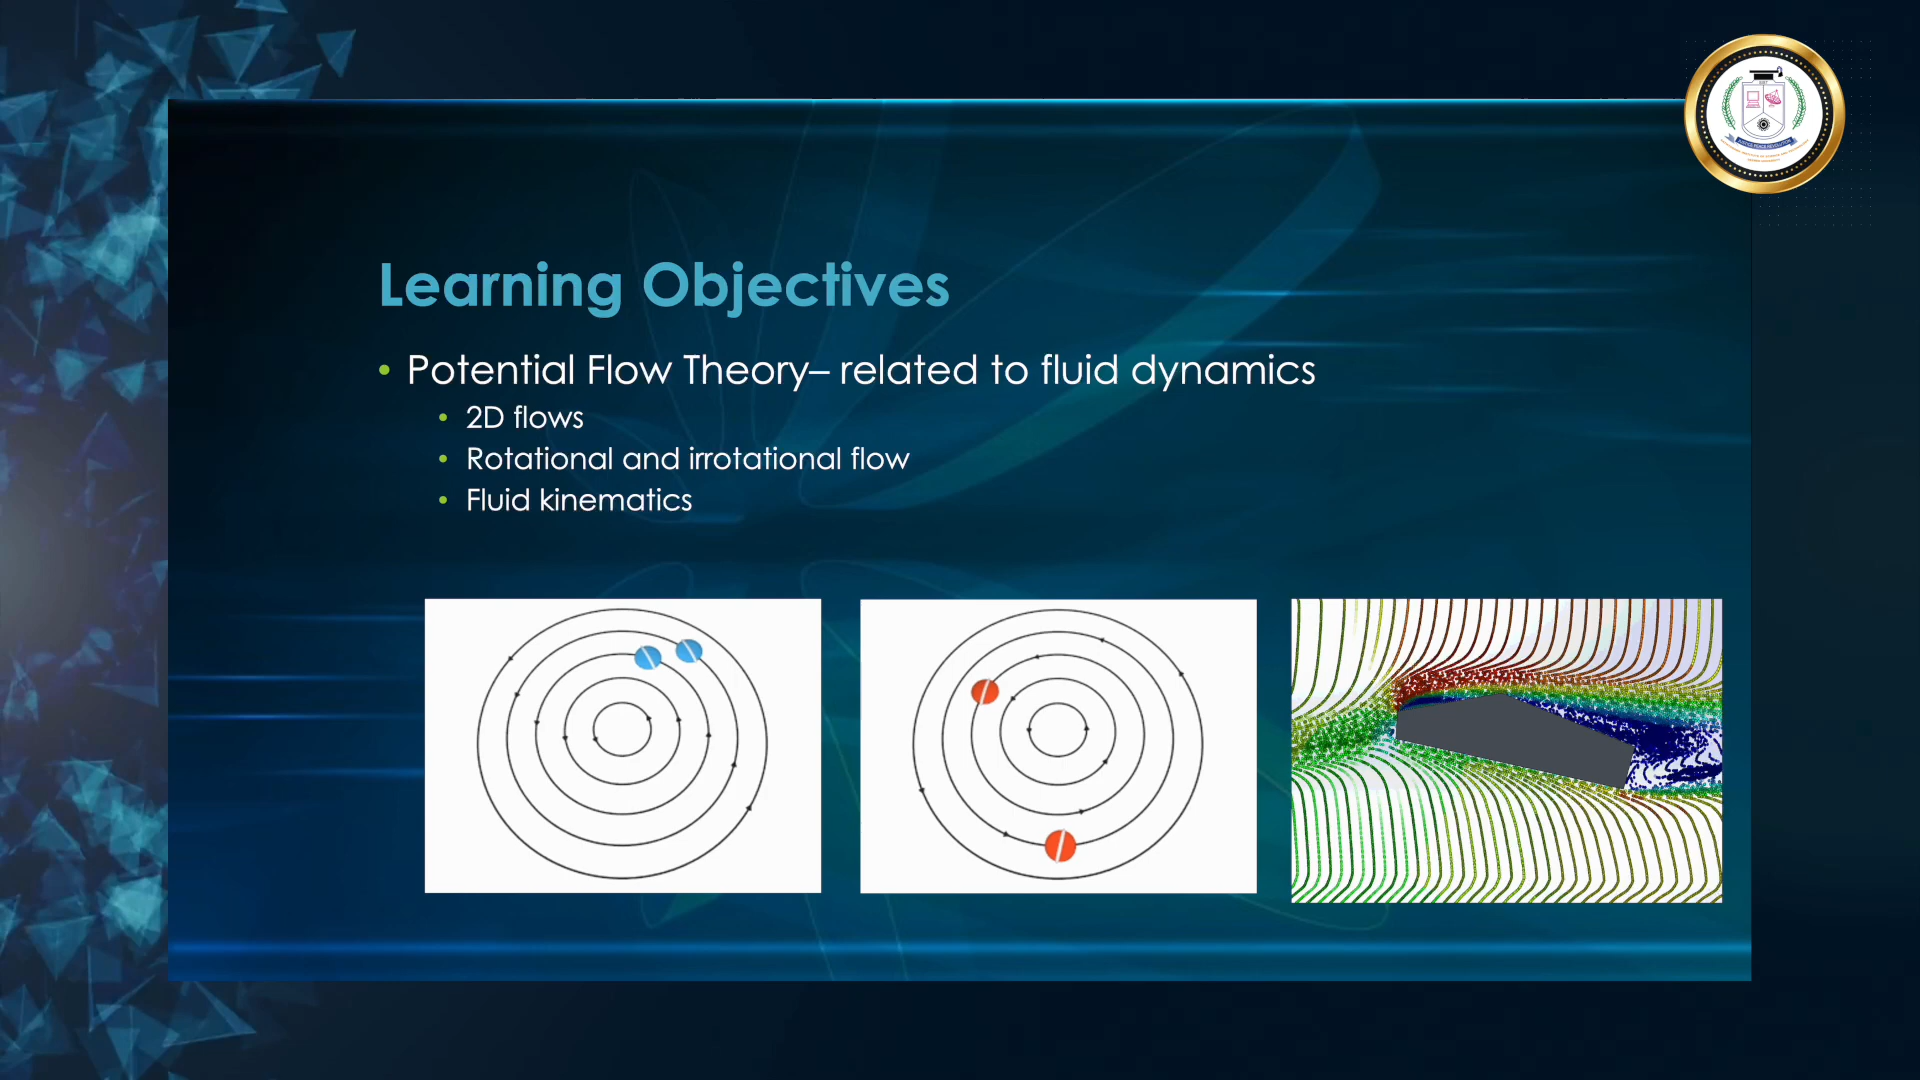 Learning Objectives
• Potential Flow Theory– related to fluid dynamics
• 2D flows
• Rotational and irrotational flow
• Fluid kinematics